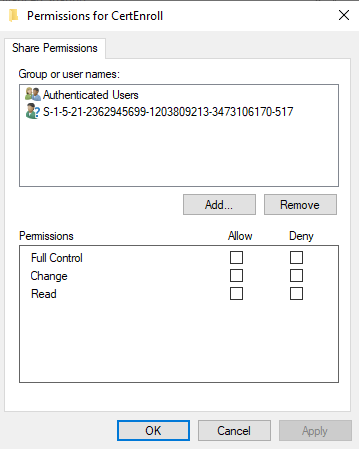 Permissions for CertEnroll
Share Permissions
Group or user names:
Authenticated Users
S-1-5-21-2362945699-1203809213-3473106170-517
Add... Remove
Permissions Allow Deny
Full Control
Change
Read
OK Cancel Apply